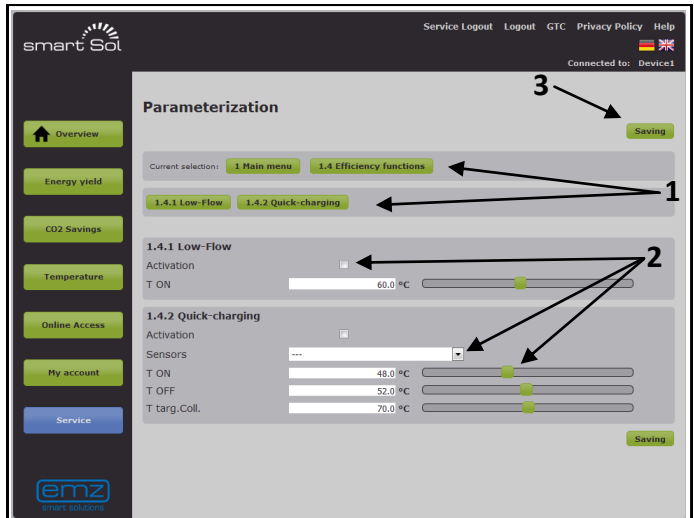 smart Sol
Service Logout Logout GTC Privacy Policy Help
Connected to: Device1
3
Parameterization
Saving
Overview
Current selection: 1 Main menu 1.4 Efficiency functions
1
Energy yield
1.4.1 Low-Flow 1.4.2 Quick-charging
CO2 Savings
1.4.1 Low-Flow
2
Activation
Temperature
T ON 60.0 °C
1.4.2 Quick-charging
Online Access
Activation
Sensors ---
My account
T ON 48.0 °C
T OFF 52.0 °C
T targ.Coll. 70.0 °C
Service
Saving
emz
smart solutions